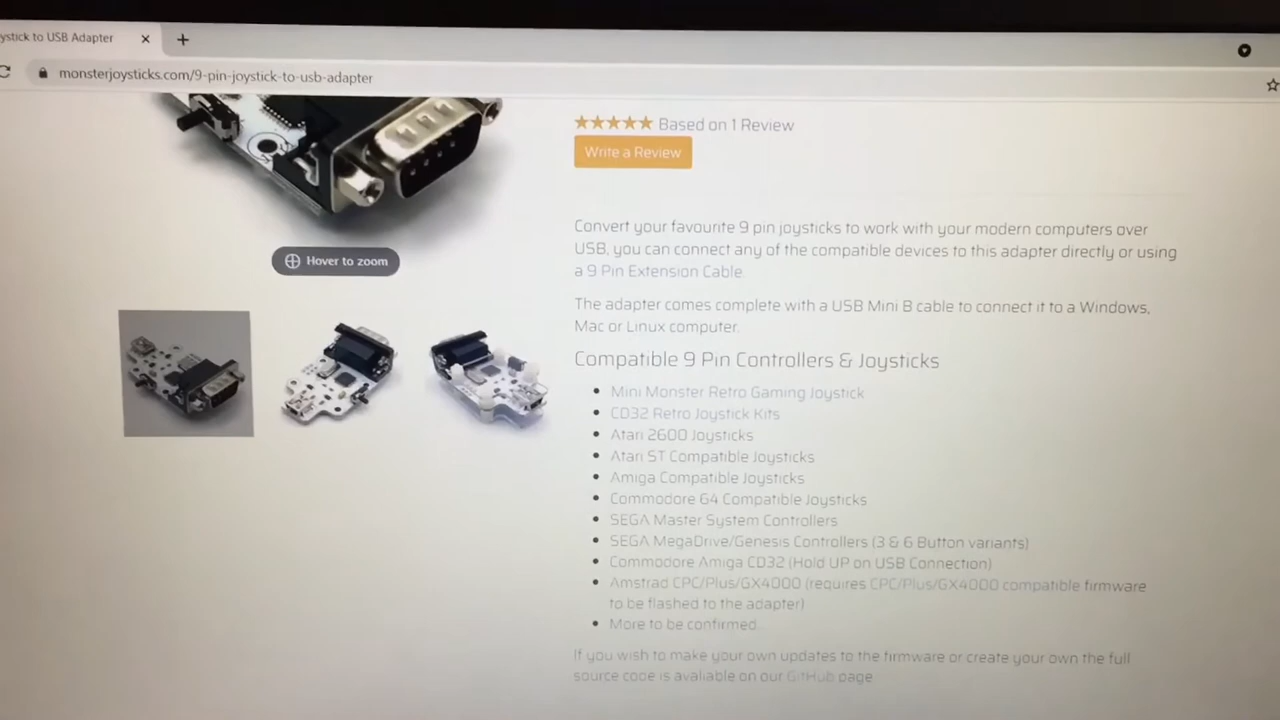 ystick to USB Adapter
monsterjoysticks.com/9-pin-joystick-to-usb-adapter
Based on 1 Review
Write a Review
Convert your favourite 9 pin joysticks to work with your modern computers over
USB, you can connect any of the compatible devices to this adapter directly or using
a 9 Pin Extension Cable.
Hover to zoom
The adapter comes complete with a USB Mini B cable to connect it to a Windows,
Mac or Linux computer.
Compatible 9 Pin Controllers & Joysticks
Mini Monster Retro Gaming Joystick
CD32 Retro Joystick Kits
Atari 2600 Joysticks
Atari ST Compatible Joysticks
Amiga Compatible Joysticks
Commodore 64 Compatible Joysticks
SEGA Master System Controllers
SEGA MegaDrive/Genesis Controllers (3 & 6 Button variants)
Commodore Amiga CD32 (Hold UP on USB Connection)
Amstrad CPC/Plus/GX4000 (requires CPC/Plus/GX4000 compatible firmware
to be flashed to the adapter)
More to be confirmed...
If you wish to make your own updates to the firmware or create your own the full
source code is avaliable on our GitHub page